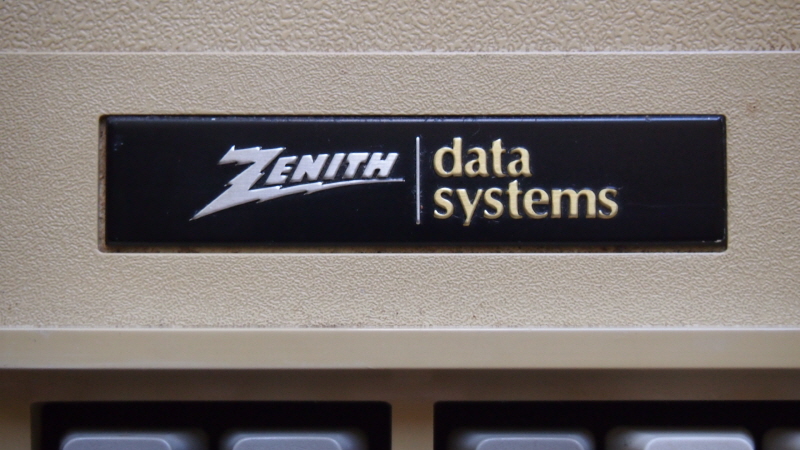 ZENITH
data
systems